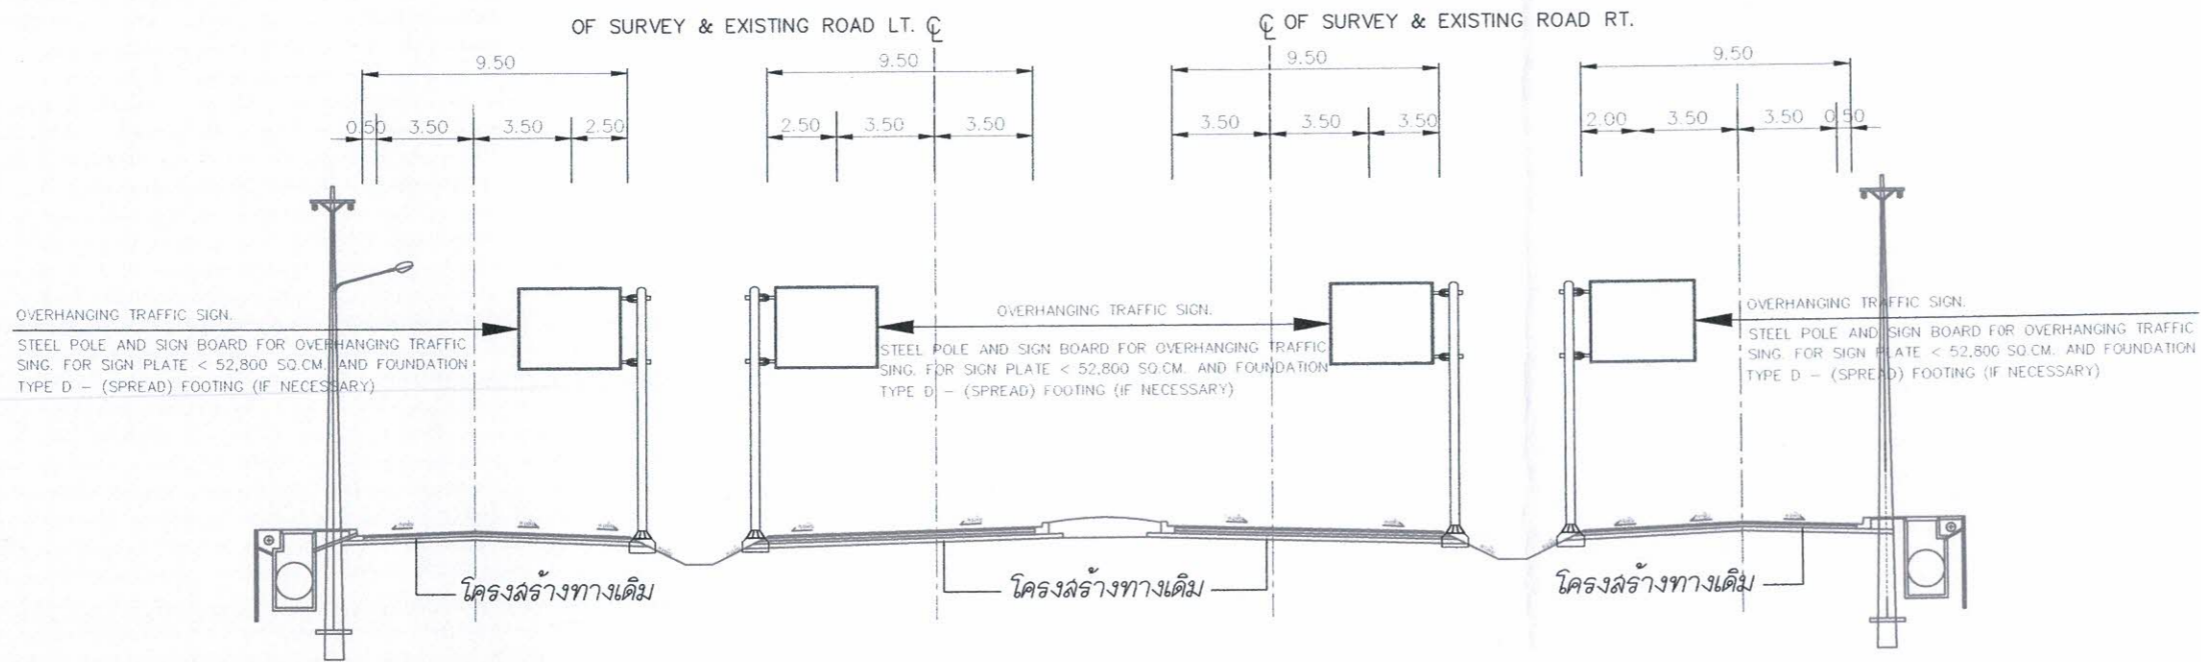 OF SURVEY & EXISTING ROAD LT. ℄
℄ OF SURVEY & EXISTING ROAD RT.
9.50
9.50
9.50
9.50
0.50 3.50 3.50 2.50
2.50 3.50 3.50
3.50 3.50 3.50
2.00 3.50 3.50 0.50
OVERHANGING TRAFFIC SIGN.
STEEL POLE AND SIGN BOARD FOR OVERHANGING TRAFFIC
SING. FOR SIGN PLATE < 52,800 SQ.CM. AND FOUNDATION
TYPE D - (SPREAD) FOOTING (IF NECESSARY)
OVERHANGING TRAFFIC SIGN.
STEEL POLE AND SIGN BOARD FOR OVERHANGING TRAFFIC
SING. FOR SIGN PLATE < 52,800 SQ.CM. AND FOUNDATION
TYPE D - (SPREAD) FOOTING (IF NECESSARY)
OVERHANGING TRAFFIC SIGN.
STEEL POLE AND SIGN BOARD FOR OVERHANGING TRAFFIC
SING. FOR SIGN PLATE < 52,800 SQ.CM. AND FOUNDATION
TYPE D - (SPREAD) FOOTING (IF NECESSARY)
โครงสร้างทางเดิม
โครงสร้างทางเดิม
โครงสร้างทางเดิม